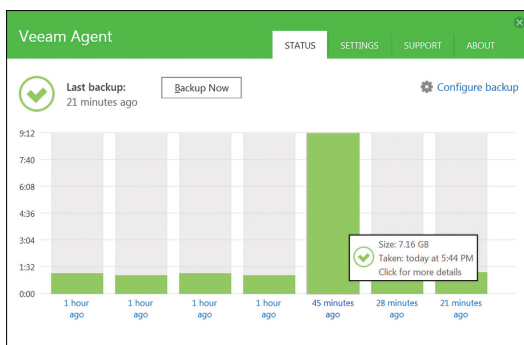 Veeam Agent
STATUS
SETTINGS
SUPPORT
ABOUT
Last backup:
21 minutes ago
Backup Now
Configure backup
9:12
7:40
6:08
4:36
3:04
1:32
0:00
Size: 7.16 GB
Taken: today at 5:44 PM
Click for more details
1 hour
ago
1 hour
ago
1 hour
ago
1 hour
ago
45 minutes
ago
28 minutes
ago
21 minutes
ago